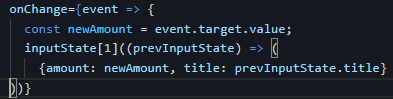 onChange={event => {
  const newAmount = event.target.value;
  inputState[1]((prevInputState) => (
    {amount: newAmount, title: prevInputState.title}
))}